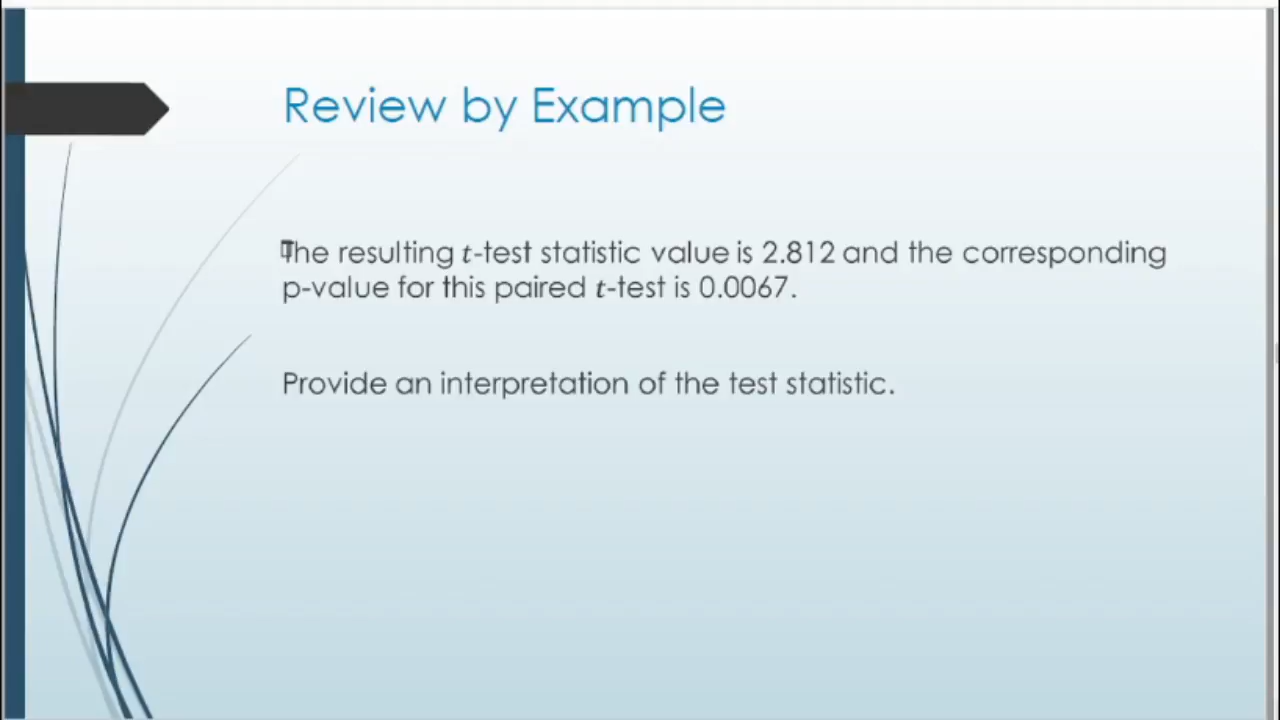 Review by Example
The resulting t-test statistic value is 2.812 and the corresponding
p-value for this paired t-test is 0.0067.
Provide an interpretation of the test statistic.